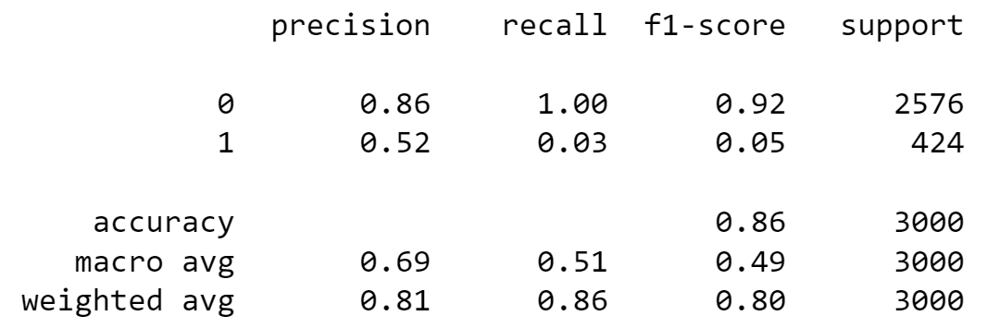 precision recall f1-score support
0 0.86 1.00 0.92 2576
1 0.52 0.03 0.05 424
accuracy 0.86 3000
macro avg 0.69 0.51 0.49 3000
weighted avg 0.81 0.86 0.80 3000